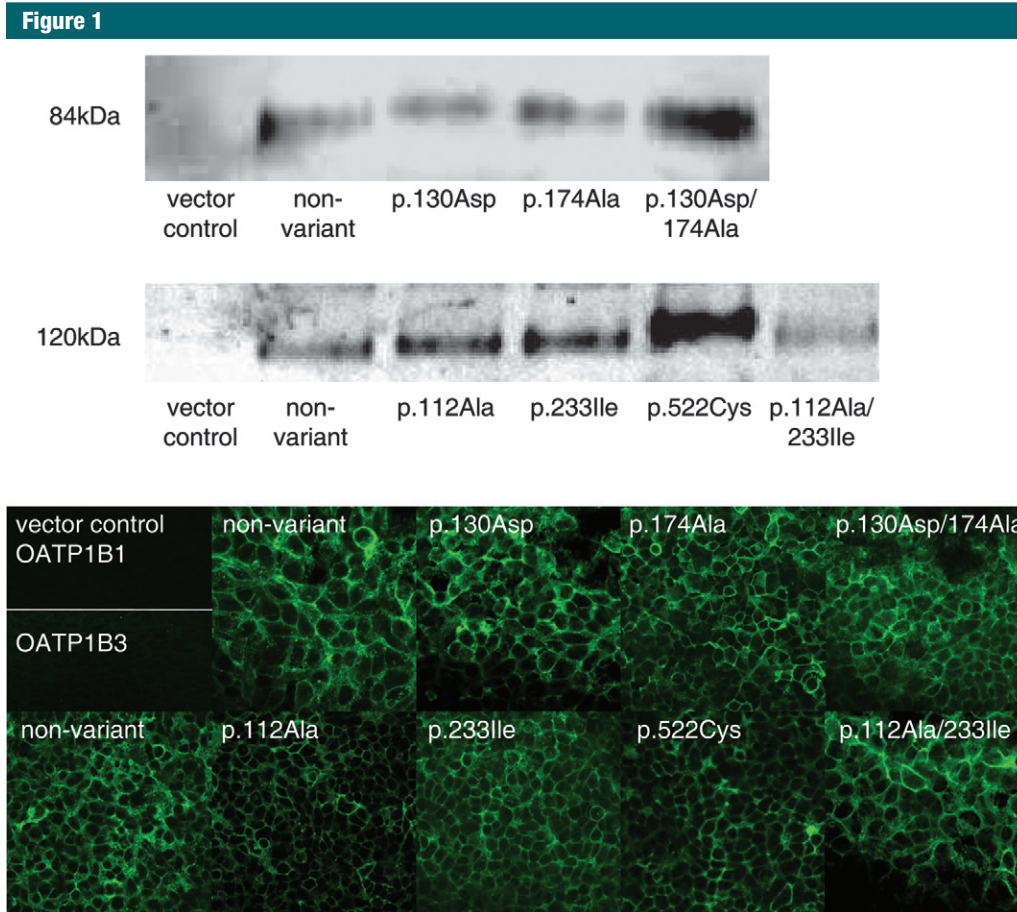 Figure 1
84kDa
vector control
non-variant
p.130Asp
p.174Ala
p.130Asp/174Ala
120kDa
vector control
non-variant
p.112Ala
p.233Ile
p.522Cys
p.112Ala/233Ile
vector control
OATP1B1
OATP1B3
non-variant
p.130Asp
p.174Ala
p.130Asp/174Ala
non-variant
p.112Ala
p.233Ile
p.522Cys
p.112Ala/233Ile